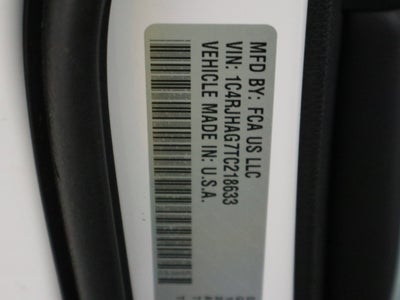 MFD BY: FCA US LLC
VIN: 1C4RJHAG7TC218633
VEHICLE MADE IN: U.S.A.